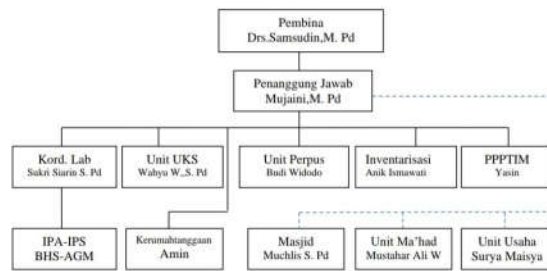 Pembina
Drs.Samsudin,M. Pd
Penanggung Jawab
Mujaini,M. Pd
Kord. Lab
Sukri Siarin S. Pd
Unit UKS
Wahyu W,,S. Pd
Unit Perpus
Budi Widodo
Inventarisasi
Anik Ismawati
PPPTIM
Yasin
IPA-IPS
BHS-AGM
Kerumahtanggaan
Amin
Masjid
Muchlis S. Pd
Unit Ma'had
Mustahar Ali W
Unit Usaha
Surya Maisya